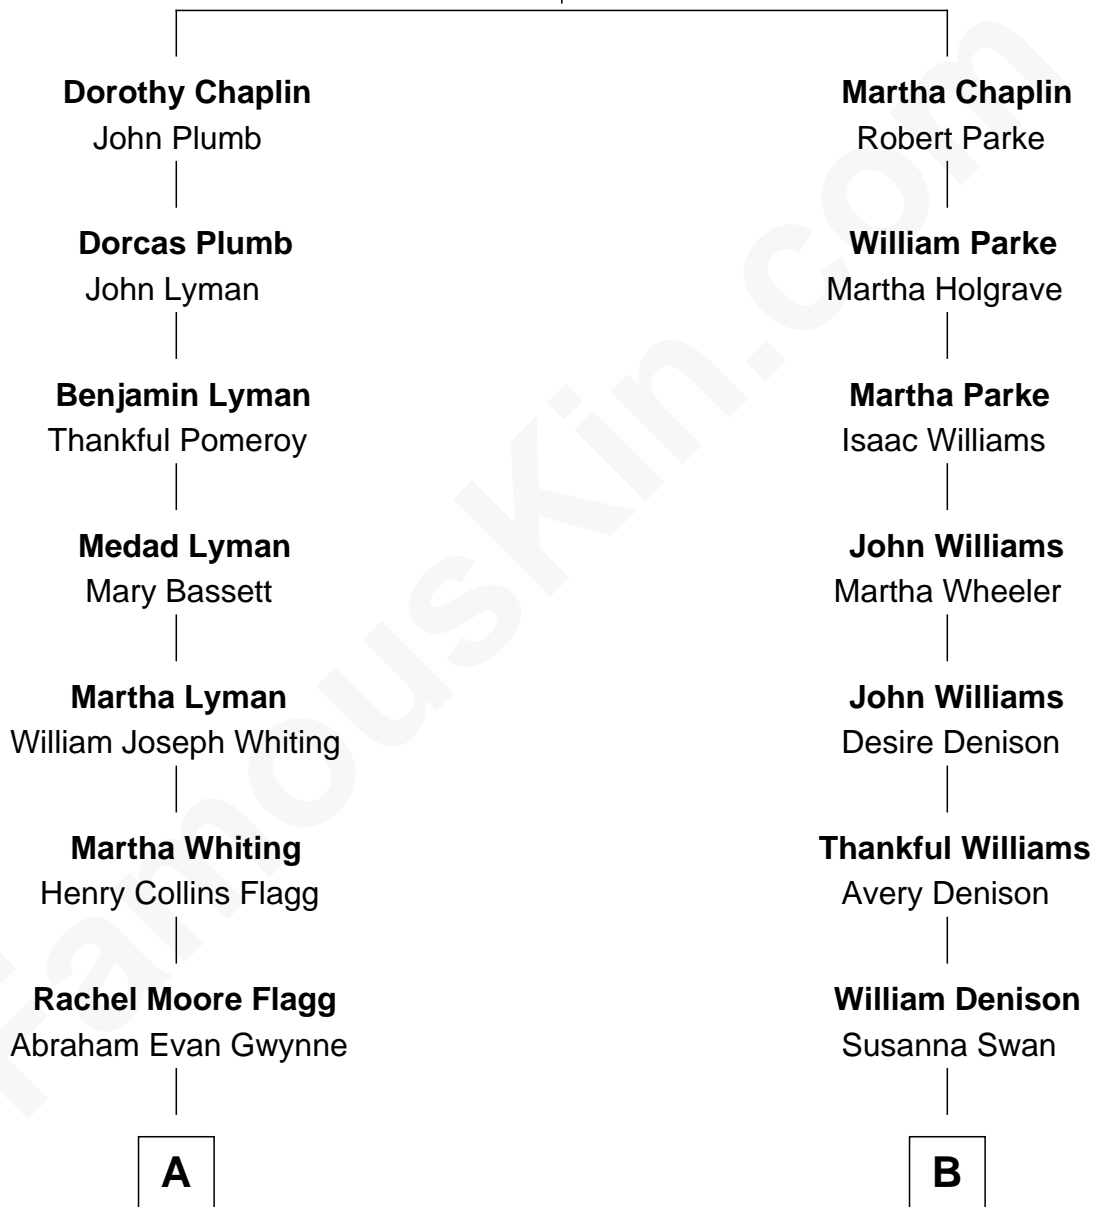 Dorothy Chaplin
John Plumb
Dorcas Plumb
John Lyman
Benjamin Lyman
Thankful Pomeroy
Medad Lyman
Mary Bassett
Martha Lyman
William Joseph Whiting
Martha Whiting
Henry Collins Flagg
Rachel Moore Flagg
Abraham Evan Gwynne
A
Martha Chaplin
Robert Parke
William Parke
Martha Holgrave
Martha Parke
Isaac Williams
John Williams
Martha Wheeler
John Williams
Desire Denison
Thankful Williams
Avery Denison
William Denison
Susanna Swan
B
FamousKin.com